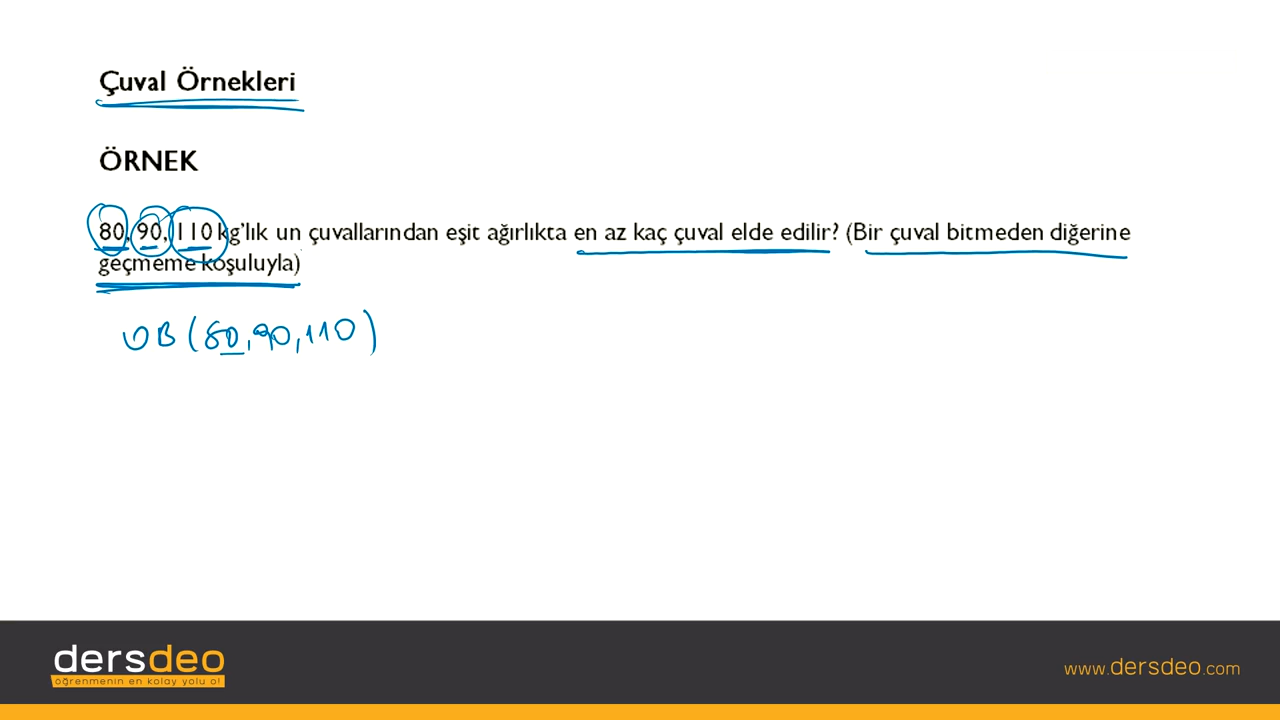 Çuval Örnekleri
ÖRNEK
80, 90, 110 kg'lık un çuvallarından eşit ağırlıkta en az kaç çuval elde edilir? (Bir çuval bitmeden diğerine
geçmeme koşuluyla)
OB (80, 90, 110)
dersdeo
öğrenmenin en kolay yolu o!
www.dersdeo.com